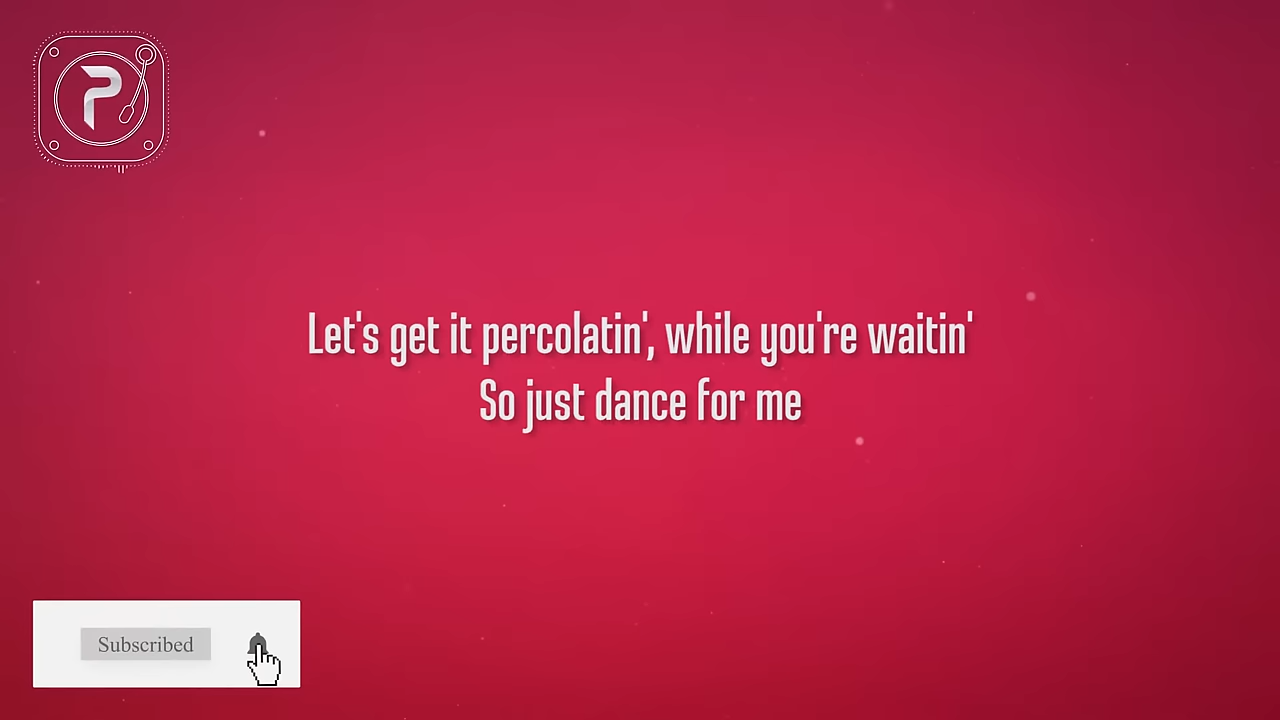 P
Let's get it percolatin', while you're waitin'
So just dance for me
Subscribed